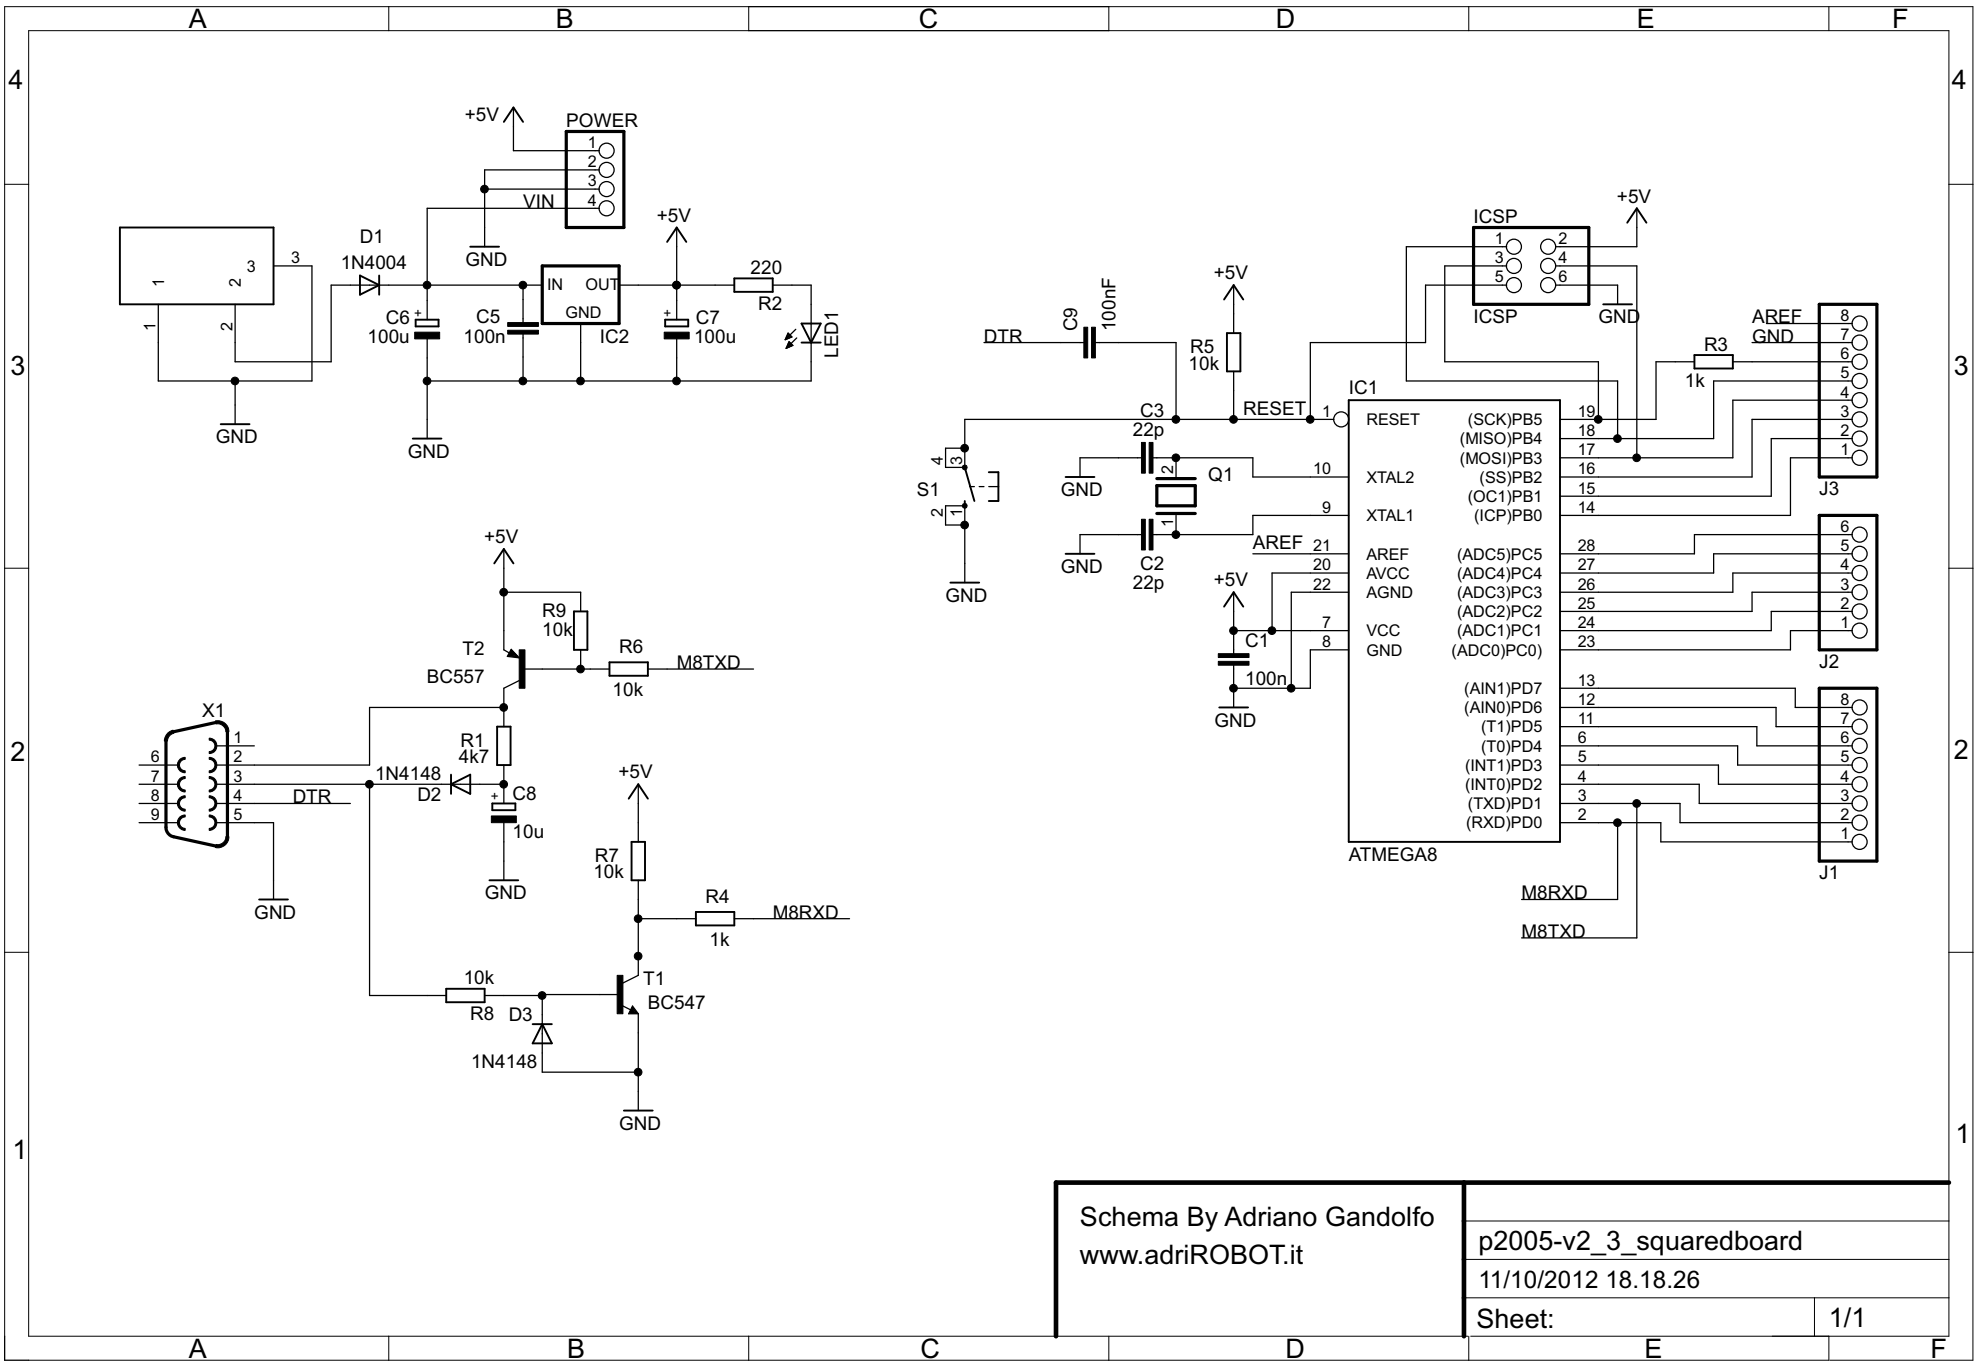 A B C D E F
4 4
+5V
POWER
1
2
3
4
VIN
GND
+5V
D1
1N4004
3
1 2 3
1 2
GND
C6
+
100u
C5
100n
IN OUT
GND
IC2
+
C7
100u
220
R2
LED1
GND
3 3
DTR
C9
100nF
+5V
R5
10k
ICSP
1 2
3 4
5 6
ICSP
+5V
GND
R3
1k
AREF
GND
8
7
6
5
4
3
2
1
J3
S1
4 3
2 1
GND
C3
22p
GND
2
Q1
1
C2
22p
GND
RESET
AREF
+5V
C1
100n
GND
IC1
1 RESET
10 XTAL2
9 XTAL1
21 AREF
20 AVCC
22 AGND
7 VCC
8 GND
(SCK)PB5 19
(MISO)PB4 18
(MOSI)PB3 17
(SS)PB2 16
(OC1)PB1 15
(ICP)PB0 14
(ADC5)PC5 28
(ADC4)PC4 27
(ADC3)PC3 26
(ADC2)PC2 25
(ADC1)PC1 24
(ADC0)PC0) 23
(AIN1)PD7 13
(AIN0)PD6 12
(T1)PD5 11
(T0)PD4 6
(INT1)PD3 5
(INT0)PD2 4
(TXD)PD1 3
(RXD)PD0 2
ATMEGA8
6
5
4
3
2
1
J2
8
7
6
5
4
3
2
1
J1
M8RXD
M8TXD
2 2
+5V
R9
10k
T2
BC557
R6
10k
M8TXD
X1
1
6 2
7 3
8 4
9 5
DTR
GND
R1
4k7
1N4148
D2
+
C8
10u
GND
+5V
R7
10k
R4
1k
M8RXD
10k
R8
D3
1N4148
T1
BC547
GND
1 1
Schema By Adriano Gandolfo
www.adriROBOT.it
p2005-v2_3_squaredboard
11/10/2012 18.18.26
Sheet: 1/1
A B C D E F